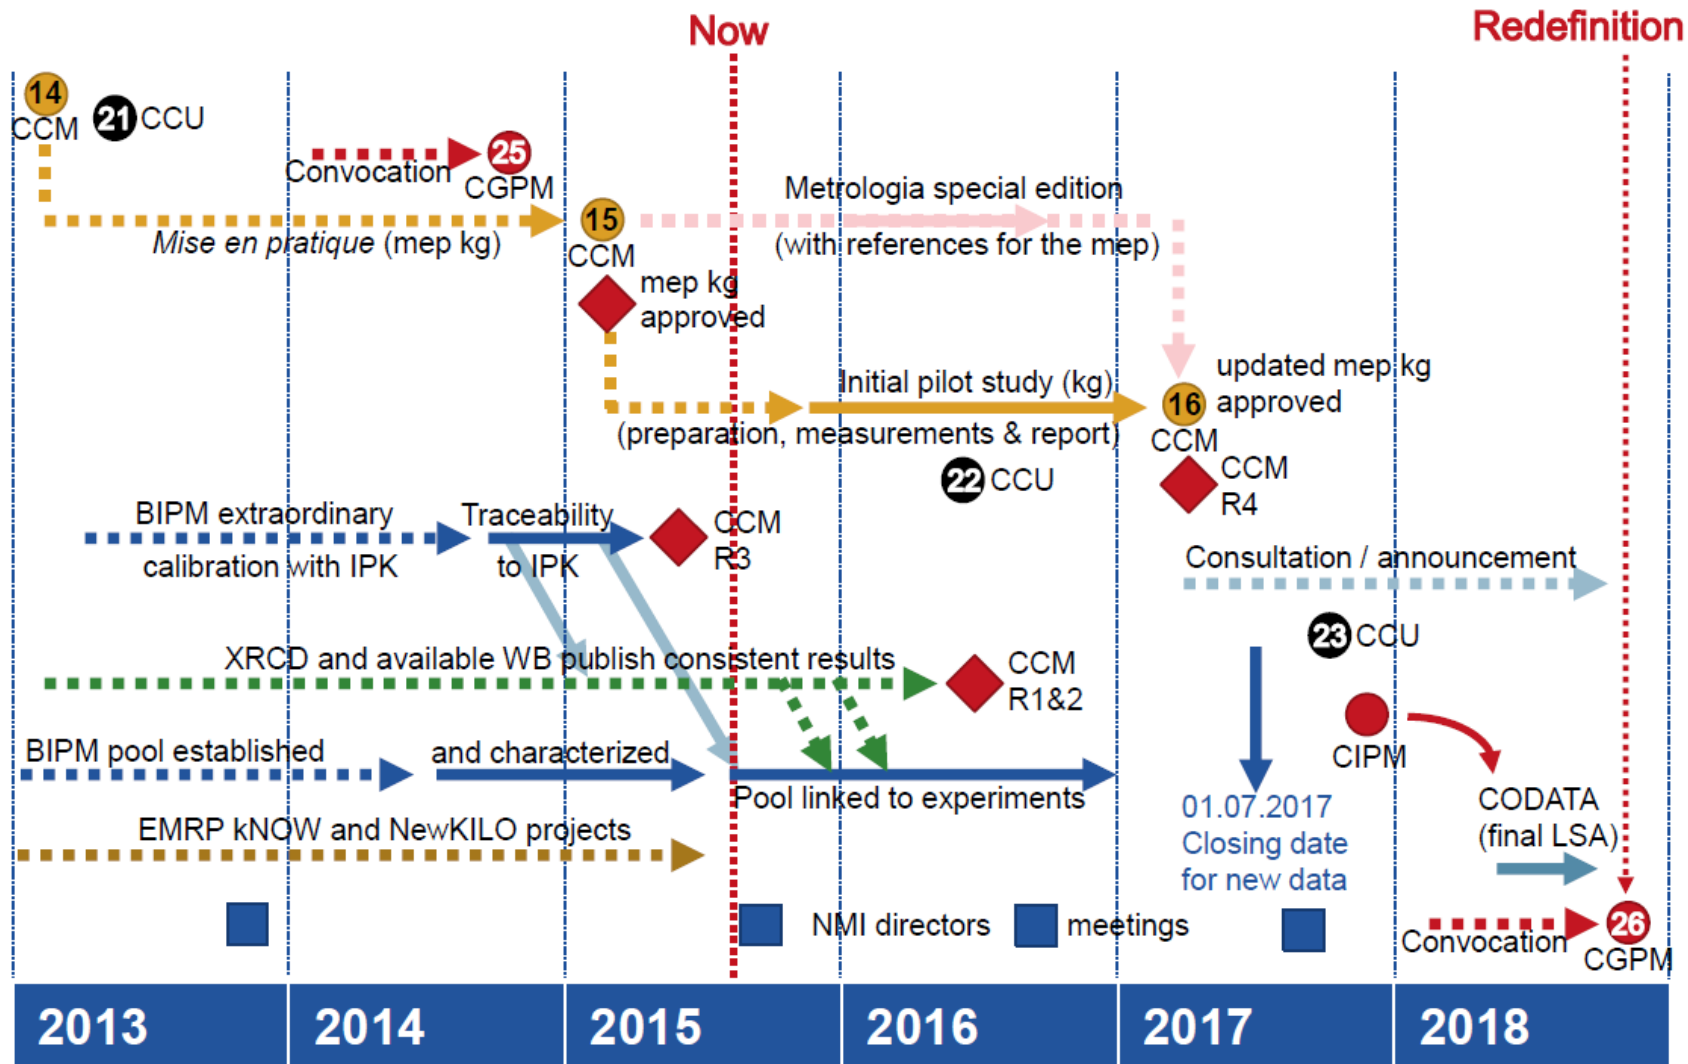 Now
Redefinition
14
CCM
21 CCU
Convocation
25
CGPM
Mise en pratique (mep kg)
15
CCM
mep kg
approved
Metrologia special edition
(with references for the mep)
Initial pilot study (kg)
(preparation, measurements & report)
updated mep kg
approved
16
CCM
CCM
R4
22 CCU
BIPM extraordinary
calibration with IPK
Traceability
to IPK
CCM
R3
Consultation / announcement
23 CCU
XRCD and available WB publish consistent results
CCM
R1&2
CIPM
BIPM pool established
and characterized
Pool linked to experiments
01.07.2017
Closing date
for new data
CODATA
(final LSA)
EMRP kNOW and NewKILO projects
NMI directors
meetings
Convocation
26
CGPM
2013
2014
2015
2016
2017
2018